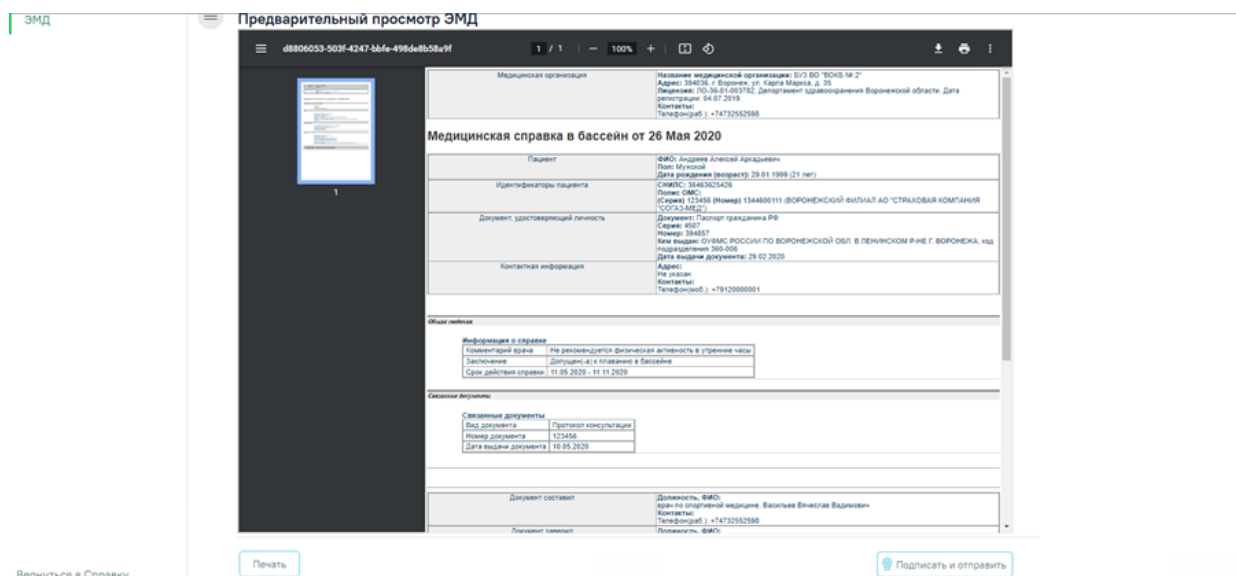 ЭМД
Предварительный просмотр ЭМД
d8806053-503f-4247-bbfe-498de8b58a9f
1 / 1
100%
1
Медицинская организация
Название медицинской организации: БУЗ ВО "ВОКБ № 2"
Адрес: 394036, г. Воронеж, ул. Карла Маркса, д. 35
Лицензия: ЛО-36-01-003782. Департамент здравоохранения Воронежской области. Дата
регистрации: 04.07.2019.
Контакты:
Телефон(раб.): +74732552598
Медицинская справка в бассейн от 26 Мая 2020
Пациент
ФИО: Андреев Алексей Аркадьевич
Пол: Мужской
Дата рождения (возраст): 29.01.1999 (21 лет)
Идентификаторы пациента
СНИЛС: 36463625426
Полис ОМС:
(Серия) 123456 (Номер) 1344600111 (ВОРОНЕЖСКИЙ ФИЛИАЛ АО "СТРАХОВАЯ КОМПАНИЯ
"СОГАЗ-МЕД")
Документ, удостоверяющий личность
Документ: Паспорт гражданина РФ
Серия: 4507
Номер: 394857
Кем выдан: ОУФМС РОССИИ ПО ВОРОНЕЖСКОЙ ОБЛ. В ЛЕНИНСКОМ Р-НЕ Г. ВОРОНЕЖА, код
подразделения 360-006
Дата выдачи документа: 29.02.2020
Контактная информация
Адрес:
Не указан
Контакты:
Телефон(моб.): +79120000001
Общие сведения
Информация о справке
Комментарий врача Не рекомендуется физическая активность в утренние часы
Заключение Допущен(-а) к плаванию в бассейне
Срок действия справки 11.05.2020 - 11.11.2020
Связанные документы
Связанные документы
Вид документа Протокол консультации
Номер документа 123456
Дата выдачи документа 10.05.2020
Документ составил
Должность, ФИО:
врач по спортивной медицине, Васильев Вячеслав Вадимович
Контакты:
Телефон(раб.): +74732552598
Документ заверил
Должность, ФИО:
Печать
Подписать и отправить
Вернуться в Справку